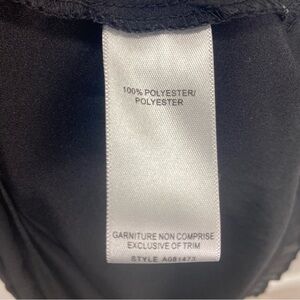 100% POLYESTER/
POLYESTER
GARNITURE NON COMPRISE
EXCLUSIVE OF TRIM
STYLE A081473